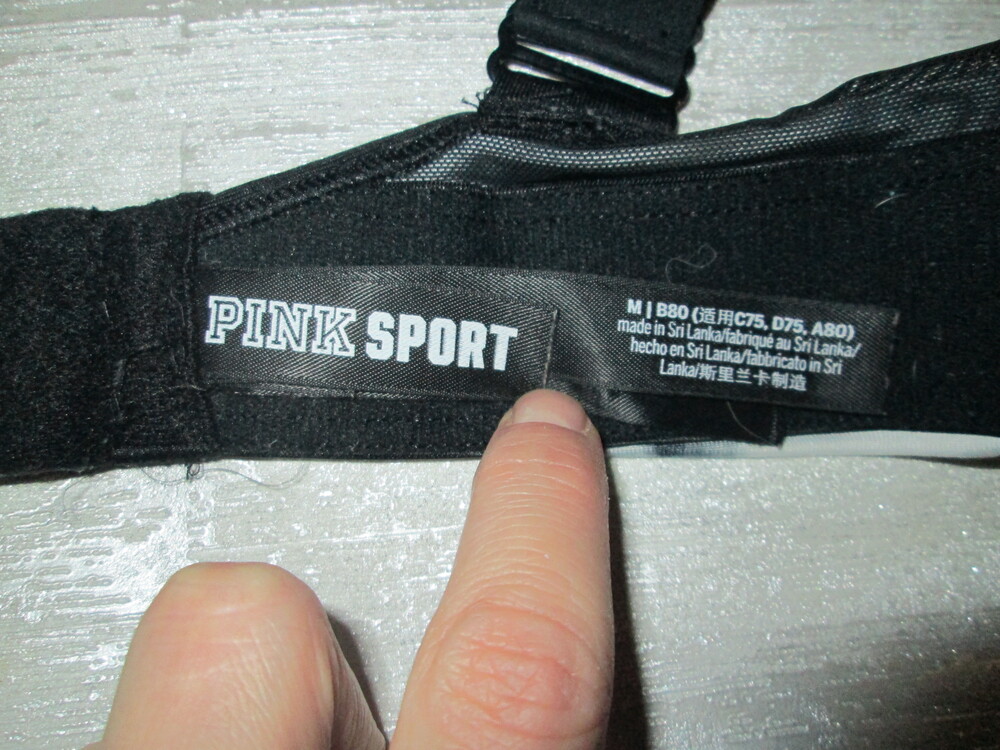 PINK SPORT
M | B80 (适用C75, D75, A80)
made in Sri Lanka/fabriqué au Sri Lanka/
hecho en Sri Lanka/fabbricato in Sri
Lanka/斯里兰卡制造